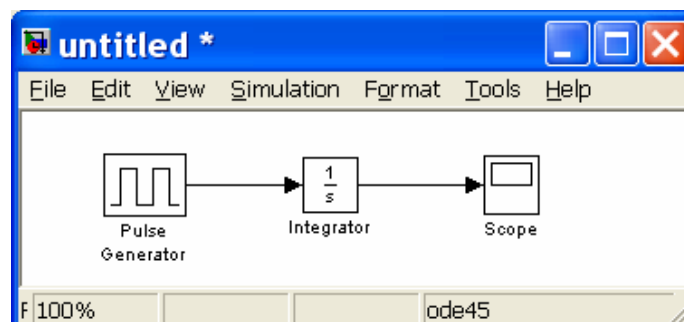 untitled *
File Edit View Simulation Format Tools Help
1
s
Pulse
Generator
Integrator
Scope
F 100% ode45